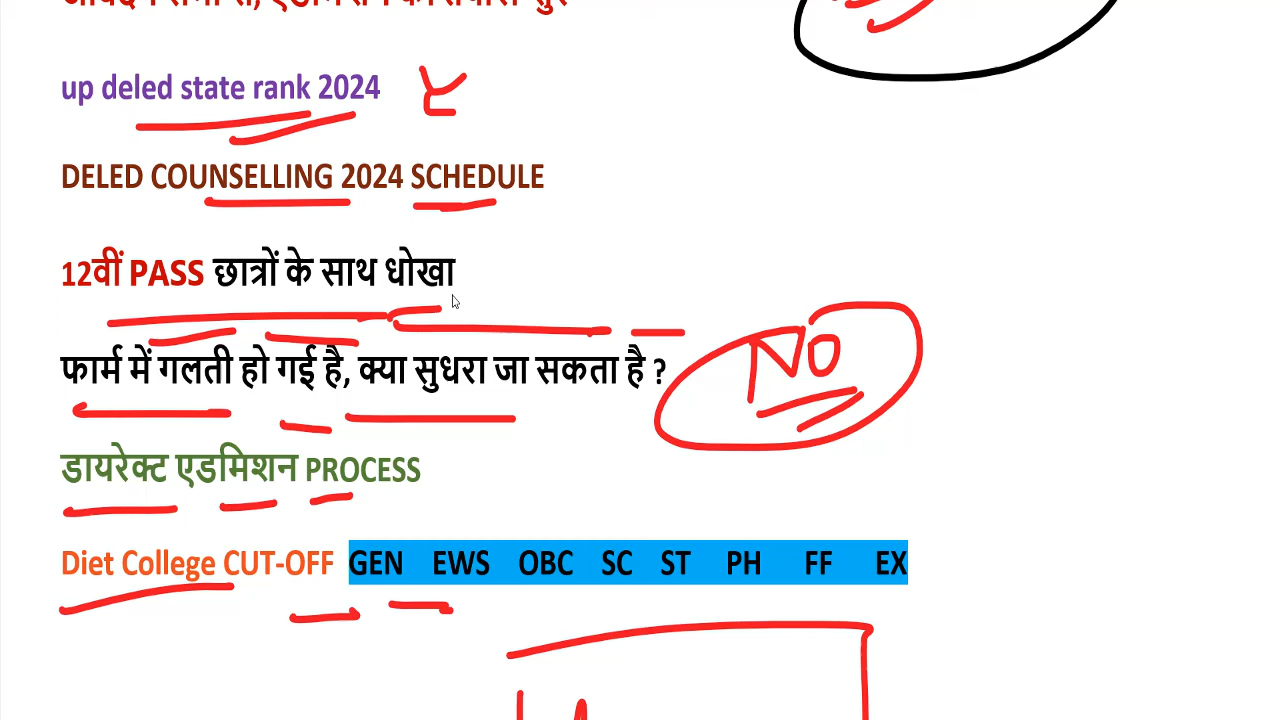 up deled state rank 2024
DELED COUNSELLING 2024 SCHEDULE
12वीं PASS छात्रों के साथ धोखा
फार्म में गलती हो गई है, क्या सुधरा जा सकता है ? NO
डायरेक्ट एडमिशन PROCESS
Diet College CUT-OFF GEN EWS OBC SC ST PH FF EX